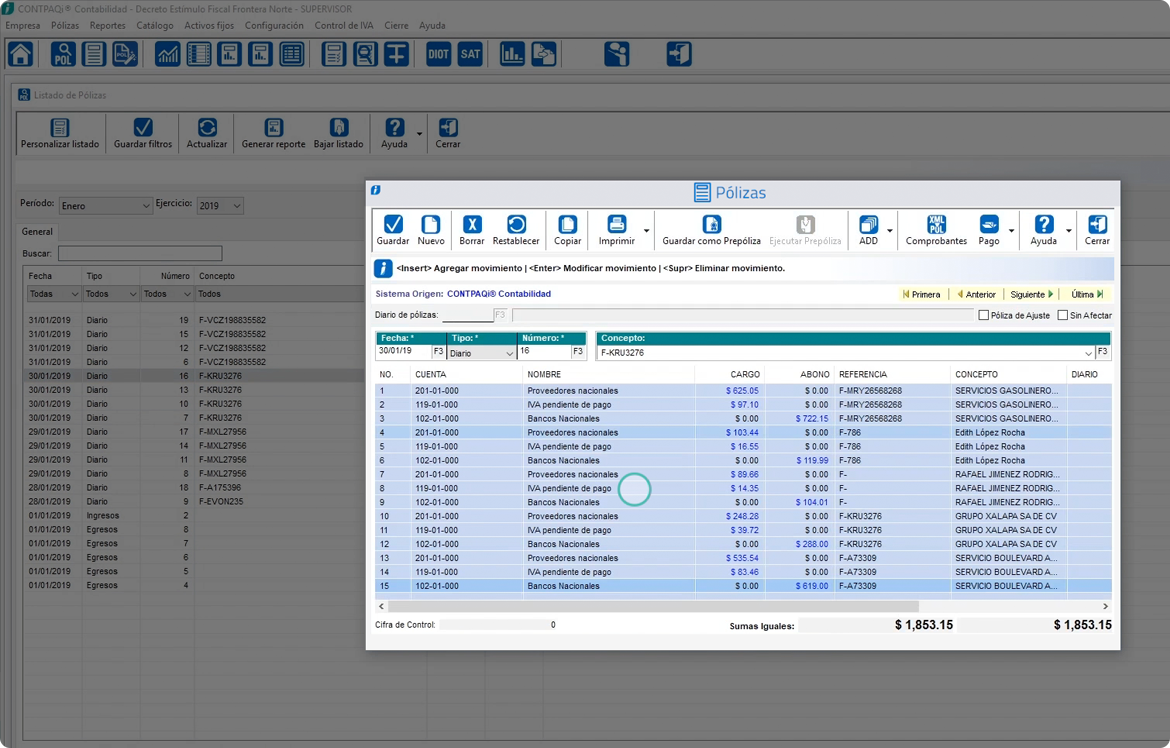 CONTPAQi® Contabilidad - Decreto Estímulo Fiscal Frontera Norte - SUPERVISOR
Empresa Pólizas Reportes Catálogo Activos fijos Configuración Control de IVA Cierre Ayuda
POL PÓLIZ DIOT SAT
Listado de Pólizas
Personalizar listado Guardar filtros Actualizar Generar reporte Bajar listado Ayuda Cerrar
Período: Enero Ejercicio: 2019
General
Buscar:
Fecha Tipo Número Concepto
Todas Todos Todos Todos
31/01/2019 Diario 19 F-VCZ198835582
31/01/2019 Diario 15 F-VCZ198835582
31/01/2019 Diario 12 F-VCZ198835582
31/01/2019 Diario 6 F-VCZ198835582
30/01/2019 Diario 16 F-KRU3276
30/01/2019 Diario 13 F-KRU3276
30/01/2019 Diario 10 F-KRU3276
30/01/2019 Diario 7 F-KRU3276
29/01/2019 Diario 17 F-MXL27956
29/01/2019 Diario 14 F-MXL27956
29/01/2019 Diario 11 F-MXL27956
29/01/2019 Diario 8 F-MXL27956
28/01/2019 Diario 18 F-A175396
28/01/2019 Diario 9 F-EVON235
01/01/2019 Ingresos 2
01/01/2019 Egresos 8
01/01/2019 Egresos 7
01/01/2019 Egresos 6
01/01/2019 Egresos 5
01/01/2019 Egresos 4
Pólizas
Guardar Nuevo Borrar Restablecer Copiar Imprimir Guardar como Prepóliza Ejecutar Prepóliza ADD XML POL Comprobantes Pago Ayuda Cerrar
<Insert> Agregar movimiento | <Enter> Modificar movimiento | <Supr> Eliminar movimiento.
Sistema Origen: CONTPAQi® Contabilidad Primera Anterior Siguiente Última
Diario de pólizas: F3 Póliza de Ajuste Sin Afectar
Fecha: * Tipo: * Número: * Concepto:
30/01/19 F3 Diario 16 F3 F-KRU3276 F3
NO. CUENTA NOMBRE CARGO ABONO REFERENCIA CONCEPTO DIARIO
1 201-01-000 Proveedores nacionales $ 625.05 $ 0.00 F-MRY26568268 SERVICIOS GASOLINERO...
2 119-01-000 IVA pendiente de pago $ 97.10 $ 0.00 F-MRY26568268 SERVICIOS GASOLINERO...
3 102-01-000 Bancos Nacionales $ 0.00 $ 722.15 F-MRY26568268 SERVICIOS GASOLINERO...
4 201-01-000 Proveedores nacionales $ 103.44 $ 0.00 F-786 Edith López Rocha
5 119-01-000 IVA pendiente de pago $ 16.55 $ 0.00 F-786 Edith López Rocha
6 102-01-000 Bancos Nacionales $ 0.00 $ 119.99 F-786 Edith López Rocha
7 201-01-000 Proveedores nacionales $ 89.66 $ 0.00 F- RAFAEL JIMENEZ RODRIG...
8 119-01-000 IVA pendiente de pago $ 14.35 $ 0.00 F- RAFAEL JIMENEZ RODRIG...
9 102-01-000 Bancos Nacionales $ 0.00 $ 104.01 F- RAFAEL JIMENEZ RODRIG...
10 201-01-000 Proveedores nacionales $ 248.28 $ 0.00 F-KRU3276 GRUPO XALAPA SA DE CV
11 119-01-000 IVA pendiente de pago $ 39.72 $ 0.00 F-KRU3276 GRUPO XALAPA SA DE CV
12 102-01-000 Bancos Nacionales $ 0.00 $ 288.00 F-KRU3276 GRUPO XALAPA SA DE CV
13 201-01-000 Proveedores nacionales $ 535.54 $ 0.00 F-A73309 SERVICIO BOULEVARD A...
14 119-01-000 IVA pendiente de pago $ 83.46 $ 0.00 F-A73309 SERVICIO BOULEVARD A...
15 102-01-000 Bancos Nacionales $ 0.00 $ 619.00 F-A73309 SERVICIO BOULEVARD A...
Cifra de Control: 0 Sumas Iguales: $ 1,853.15 $ 1,853.15